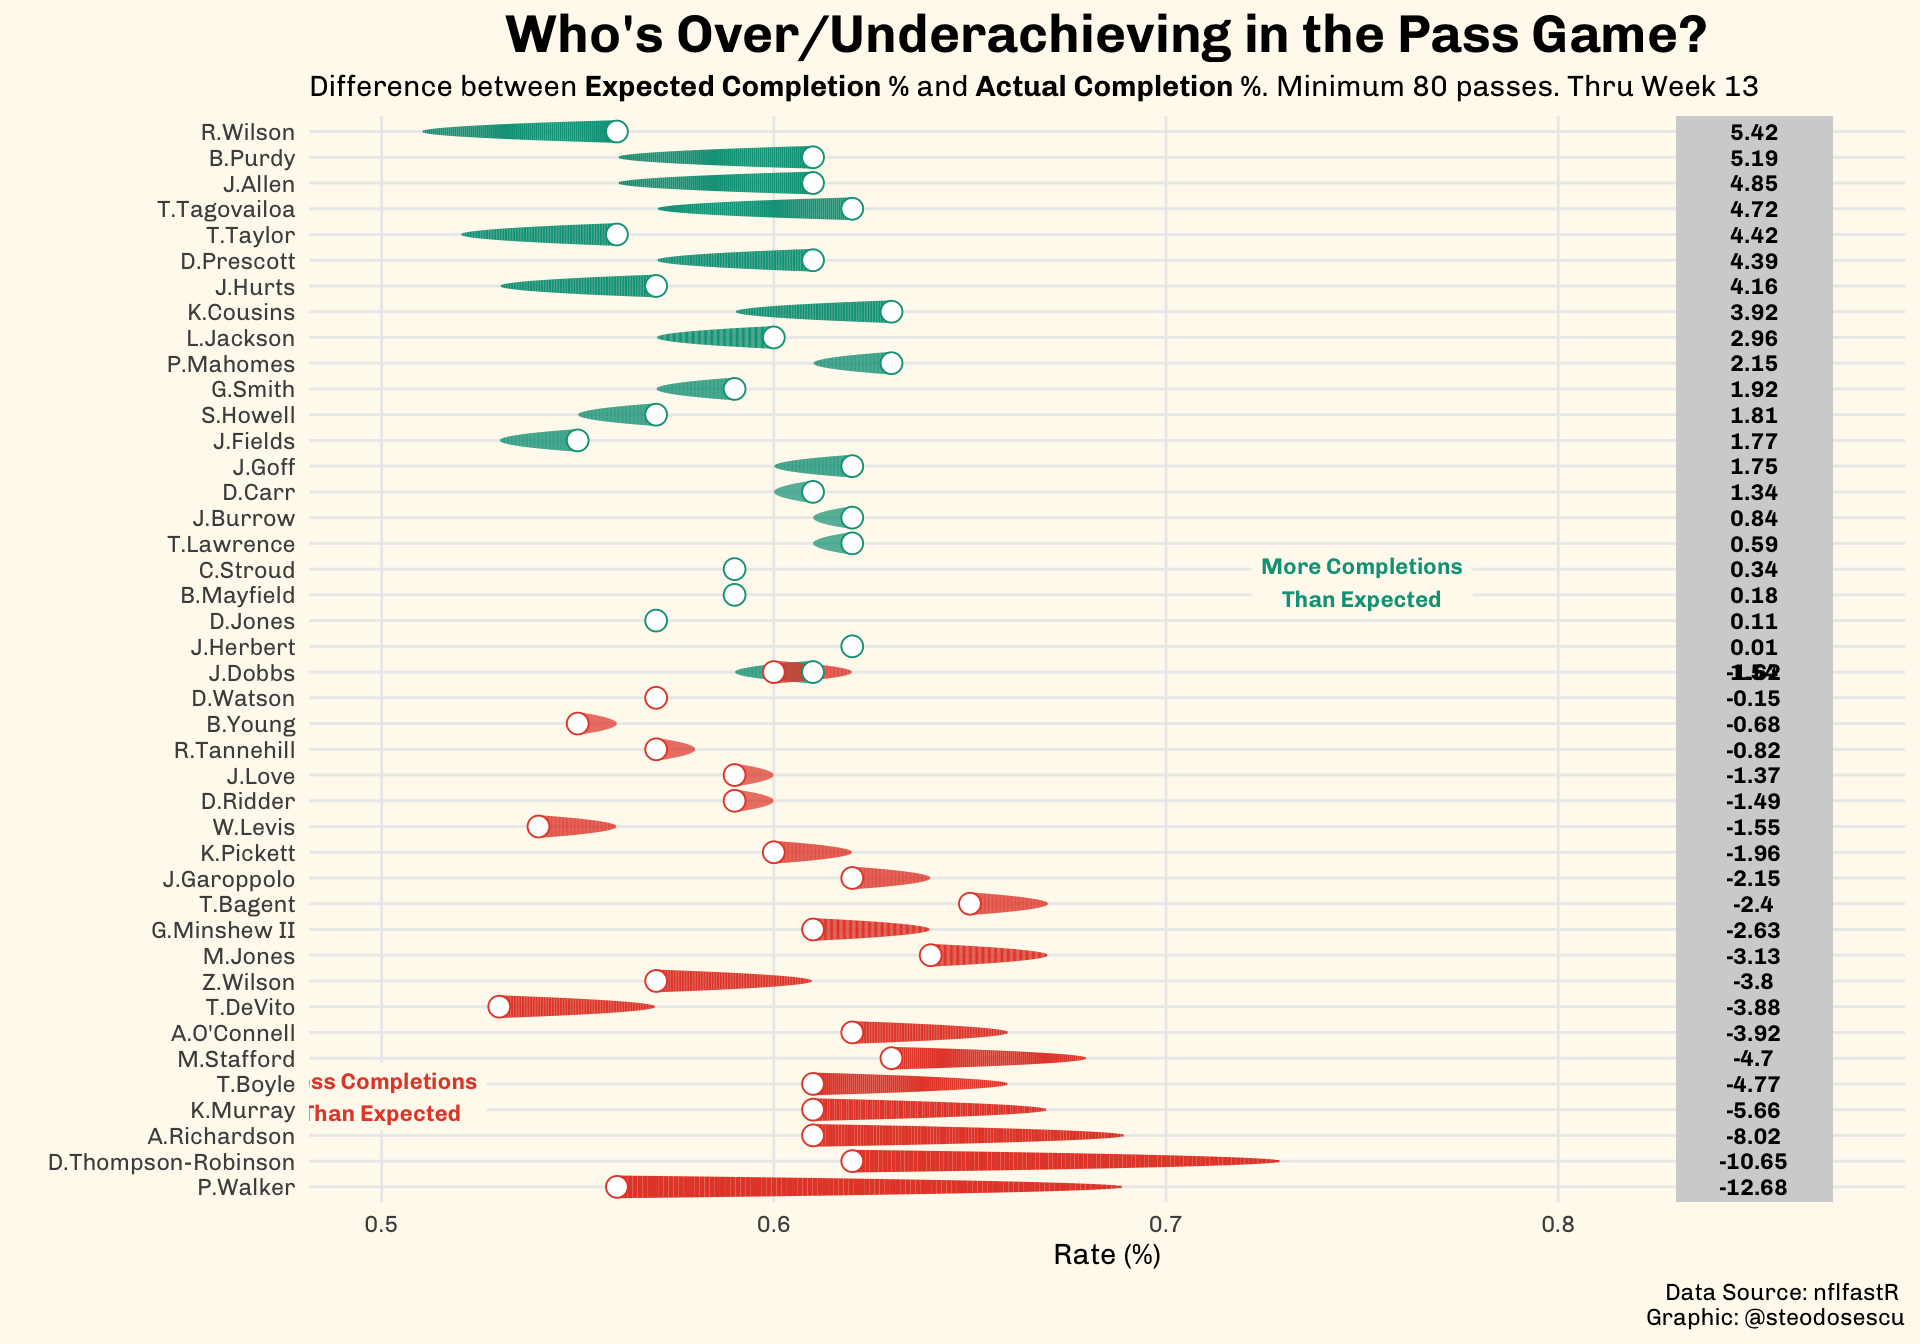 Who's Over/Underachieving in the Pass Game?
Difference between Expected Completion % and Actual Completion %. Minimum 80 passes. Thru Week 13
R.Wilson 5.42
B.Purdy 5.19
J.Allen 4.85
T.Tagovailoa 4.72
T.Taylor 4.42
D.Prescott 4.39
J.Hurts 4.16
K.Cousins 3.92
L.Jackson 2.96
P.Mahomes 2.15
G.Smith 1.92
S.Howell 1.81
J.Fields 1.77
J.Goff 1.75
D.Carr 1.34
J.Burrow 0.84
T.Lawrence 0.59
C.Stroud 0.34
B.Mayfield 0.18
D.Jones 0.11
J.Herbert 0.01
J.Dobbs
D.Watson -0.15
B.Young -0.68
R.Tannehill -0.82
J.Love -1.37
D.Ridder -1.49
W.Levis -1.55
K.Pickett -1.96
J.Garoppolo -2.15
T.Bagent -2.4
G.Minshew II -2.63
M.Jones -3.13
Z.Wilson -3.8
T.DeVito -3.88
A.O'Connell -3.92
M.Stafford -4.7
T.Boyle -4.77
K.Murray -5.66
A.Richardson -8.02
D.Thompson-Robinson -10.65
P.Walker -12.68
More Completions
Than Expected
ss Completions
Than Expected
0.5 0.6 0.7 0.8
Rate (%)
Data Source: nflfastR
Graphic: @steodosescu